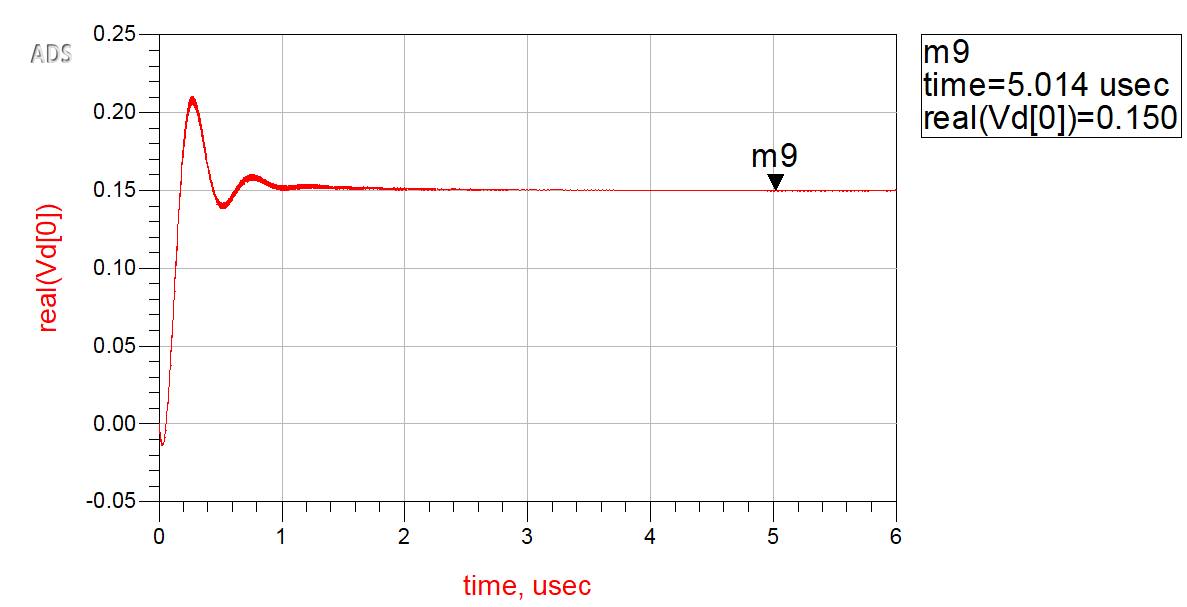 ADS
m9
time=5.014 usec
real(Vd[0])=0.150
0.25
0.20
0.15
0.10
0.05
0.00
-0.05
real(Vd[0])
m9
0 1 2 3 4 5 6
time, usec